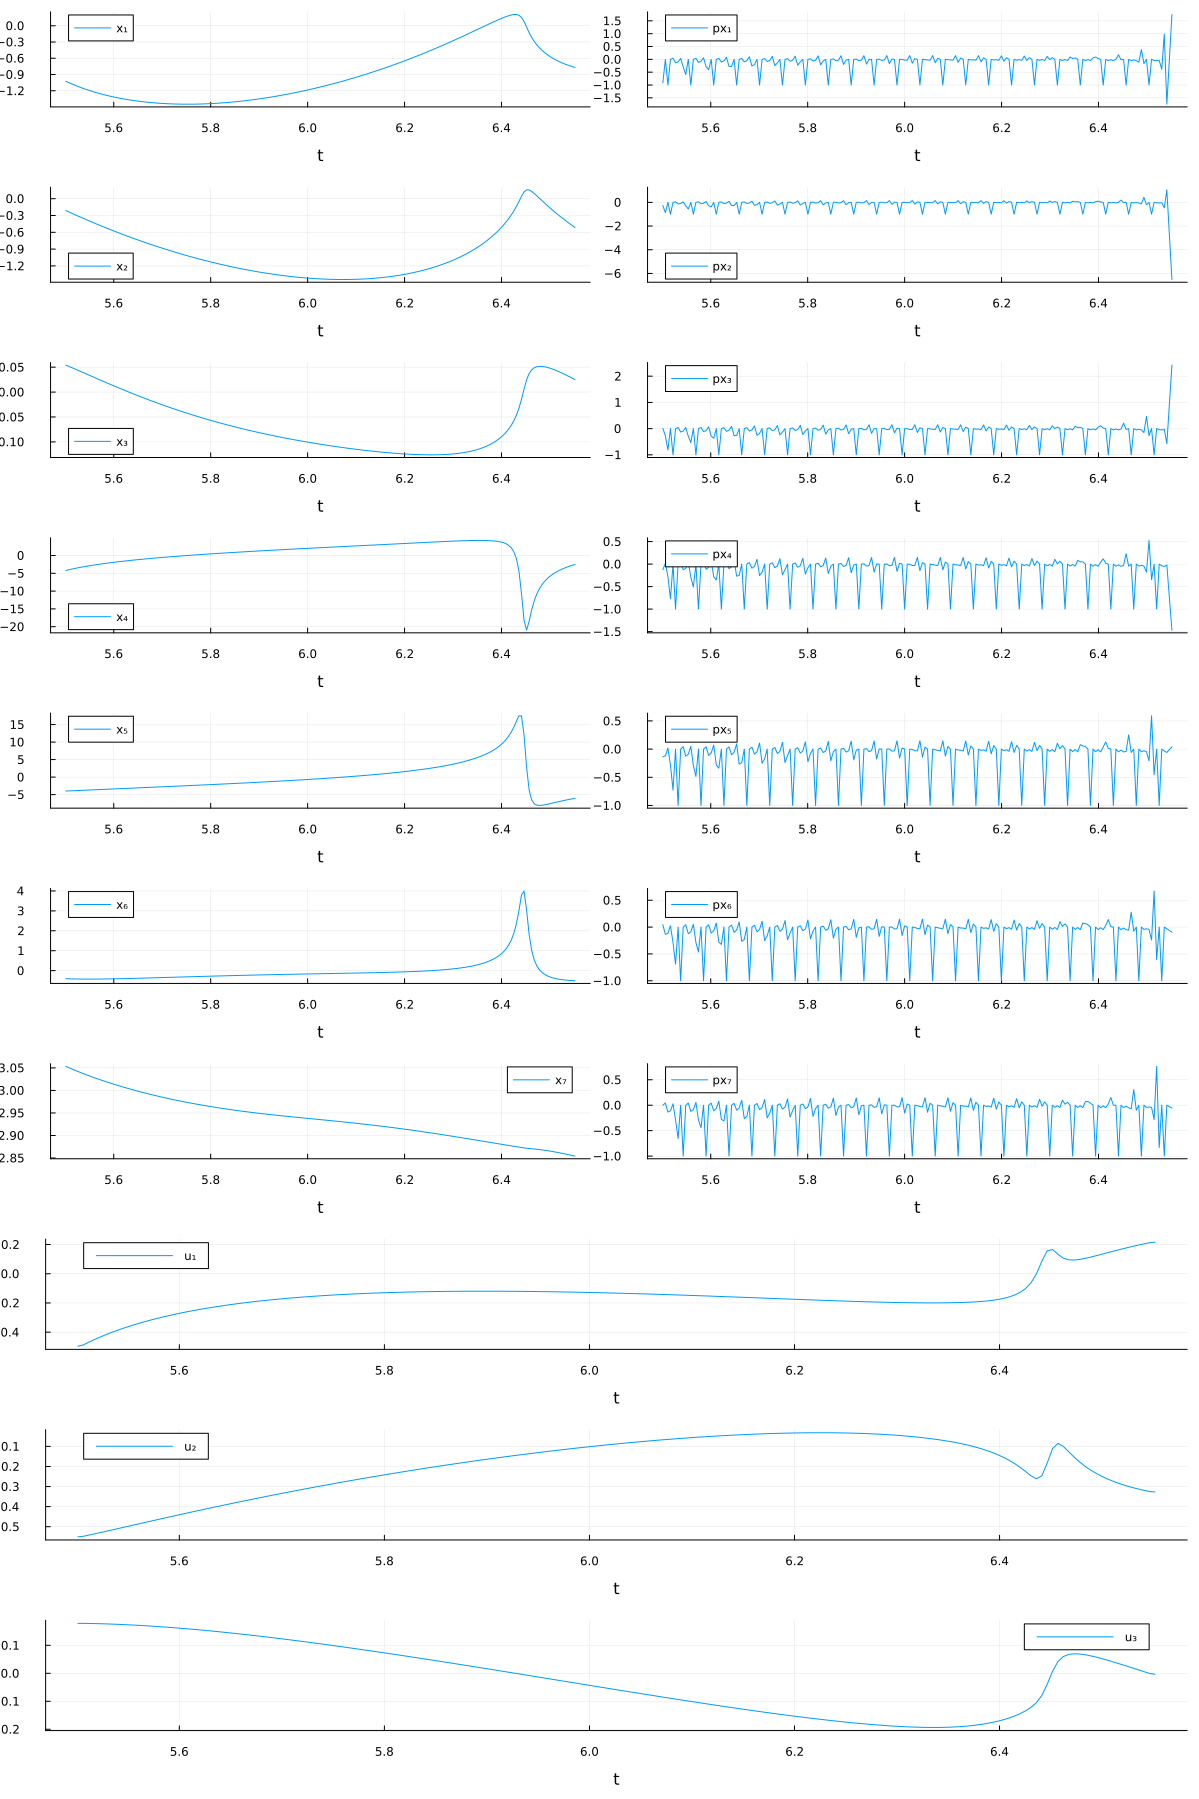 x₁
0.0
−0.3
−0.6
−0.9
−1.2
5.6 5.8 6.0 6.2 6.4
t
px₁
1.5
1.0
0.5
0.0
−0.5
−1.0
−1.5
5.6 5.8 6.0 6.2 6.4
t
x₂
0.0
−0.3
−0.6
−0.9
−1.2
5.6 5.8 6.0 6.2 6.4
t
px₂
0
−2
−4
−6
5.6 5.8 6.0 6.2 6.4
t
x₃
0.05
0.00
0.05
0.10
5.6 5.8 6.0 6.2 6.4
t
px₃
2
1
0
−1
5.6 5.8 6.0 6.2 6.4
t
x₄
0
−5
−10
−15
−20
5.6 5.8 6.0 6.2 6.4
t
px₄
0.5
0.0
−0.5
−1.0
−1.5
5.6 5.8 6.0 6.2 6.4
t
x₅
15
10
5
0
−5
5.6 5.8 6.0 6.2 6.4
t
px₅
0.5
0.0
−0.5
−1.0
5.6 5.8 6.0 6.2 6.4
t
x₆
4
3
2
1
0
5.6 5.8 6.0 6.2 6.4
t
px₆
0.5
0.0
−0.5
−1.0
5.6 5.8 6.0 6.2 6.4
t
x₇
3.05
3.00
2.95
2.90
2.85
5.6 5.8 6.0 6.2 6.4
t
px₇
0.5
0.0
−0.5
−1.0
5.6 5.8 6.0 6.2 6.4
t
u₁
0.2
0.0
0.2
0.4
5.6 5.8 6.0 6.2 6.4
t
u₂
0.1
0.2
0.3
0.4
0.5
5.6 5.8 6.0 6.2 6.4
t
u₃
0.1
0.0
0.1
0.2
5.6 5.8 6.0 6.2 6.4
t